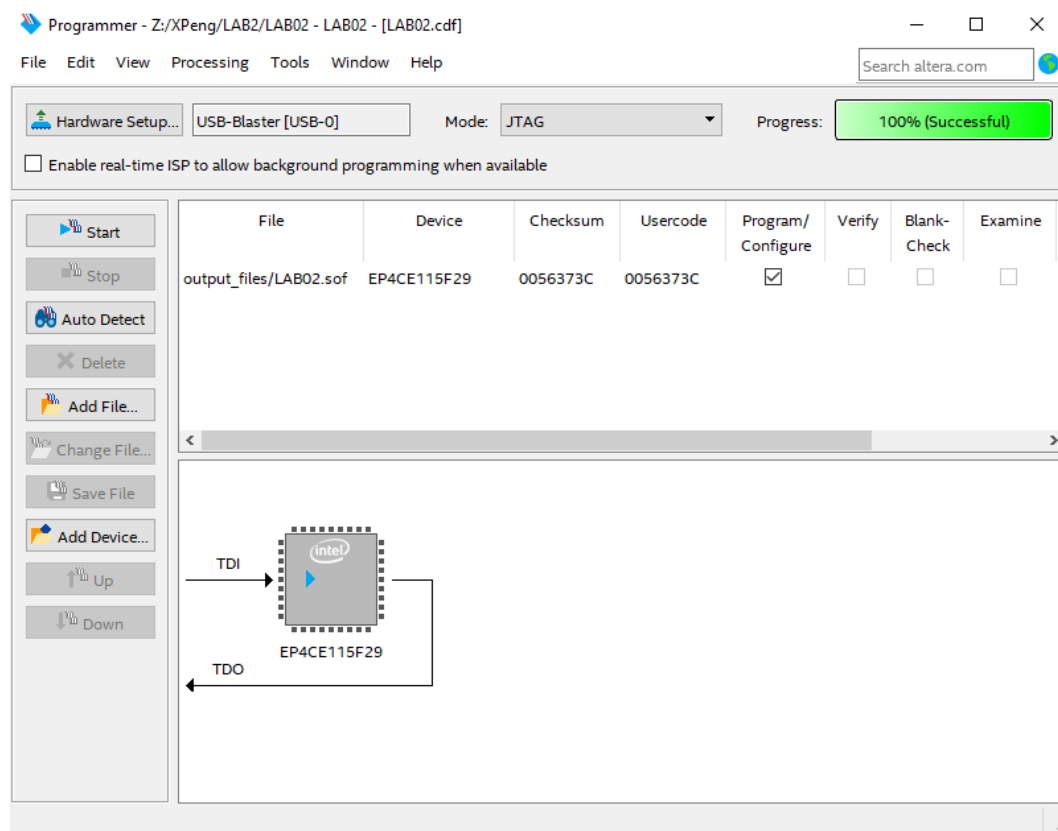 Programmer - Z:/XPeng/LAB2/LAB02 - LAB02 - [LAB02.cdf]
File Edit View Processing Tools Window Help
Search altera.com
Hardware Setup... USB-Blaster [USB-0] Mode: JTAG Progress: 100% (Successful)
Enable real-time ISP to allow background programming when available
Start
Stop
Auto Detect
Delete
Add File...
Change File...
Save File
Add Device...
Up
Down
File Device Checksum Usercode Program/ Verify Blank- Examine
Configure Check
output_files/LAB02.sof EP4CE115F29 0056373C 0056373C
TDI
intel
EP4CE115F29
TDO